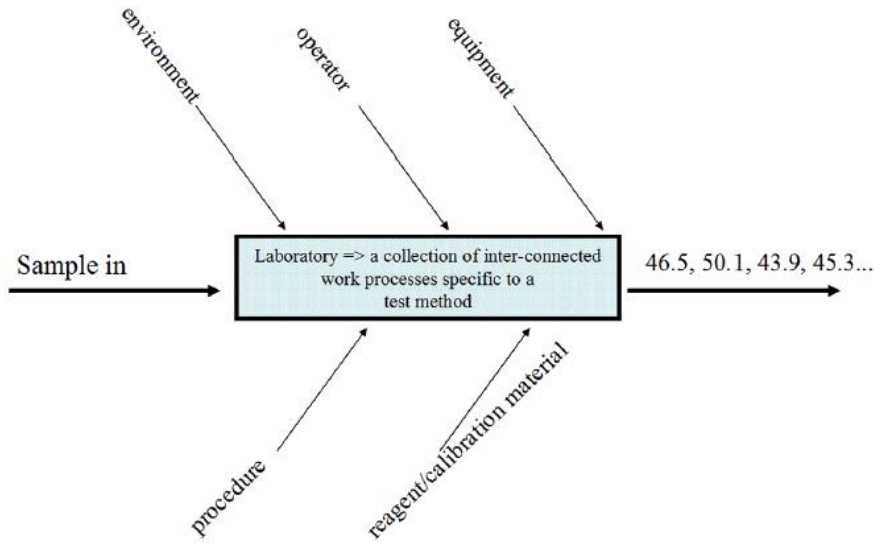 environment
operator
equipment
Sample in
Laboratory => a collection of inter-connected
work processes specific to a
test method
46.5, 50.1, 43.9, 45.3...
procedure
reagent/calibration material